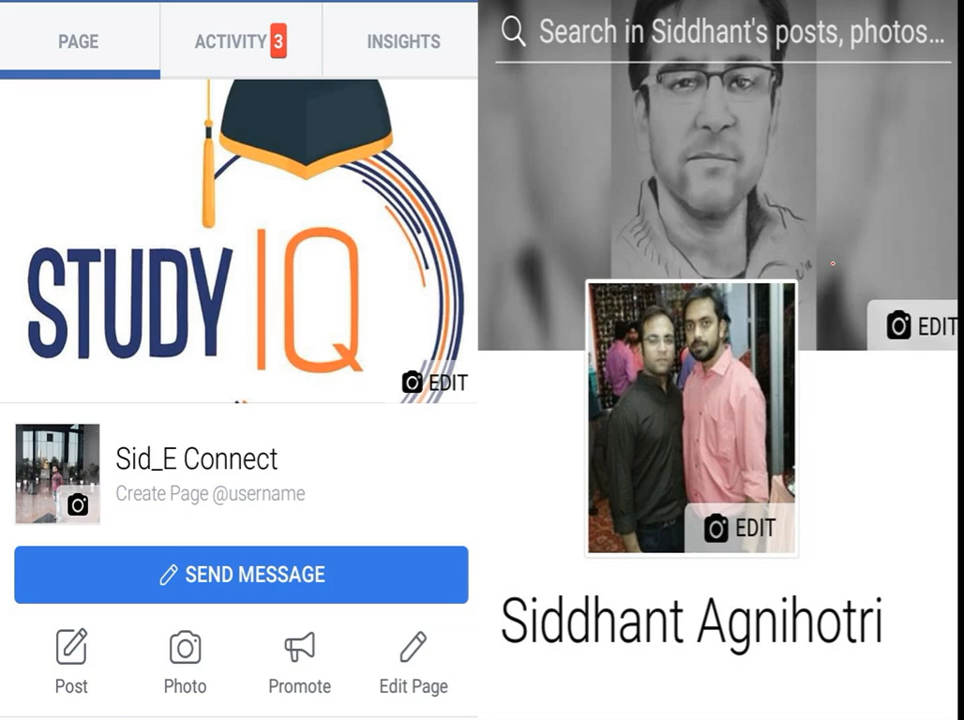 PAGE
ACTIVITY 3
INSIGHTS
STUDY IQ
EDIT
Sid_E Connect
Create Page @username
SEND MESSAGE
Post
Photo
Promote
Edit Page
Search in Siddhant's posts, photos...
EDIT
EDIT
Siddhant Agnihotri